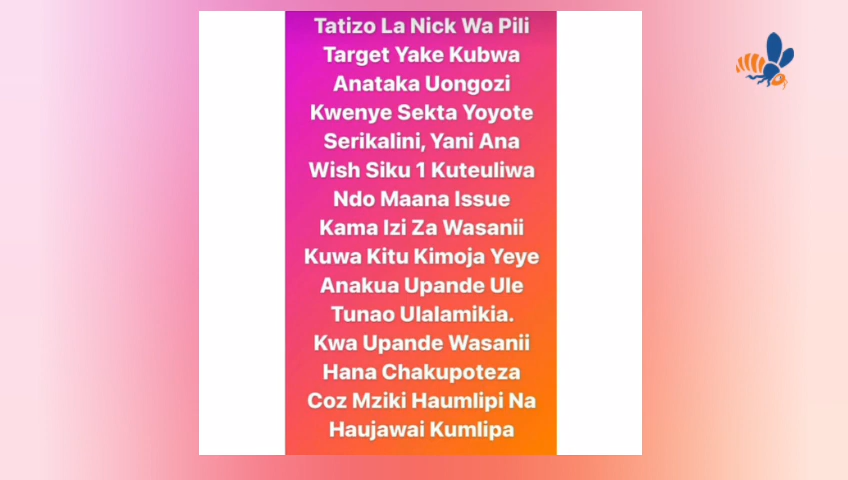 Tatizo La Nick Wa Pili
Target Yake Kubwa
Anataka Uongozi
Kwenye Sekta Yoyote
Serikalini, Yani Ana
Wish Siku 1 Kuteuliwa
Ndo Maana Issue
Kama Izi Za Wasanii
Kuwa Kitu Kimoja Yeye
Anakua Upande Ule
Tunao Ulalamikia.
Kwa Upande Wasanii
Hana Chakupoteza
Coz Mziki Haumlipi Na
Haujawai Kumlipa